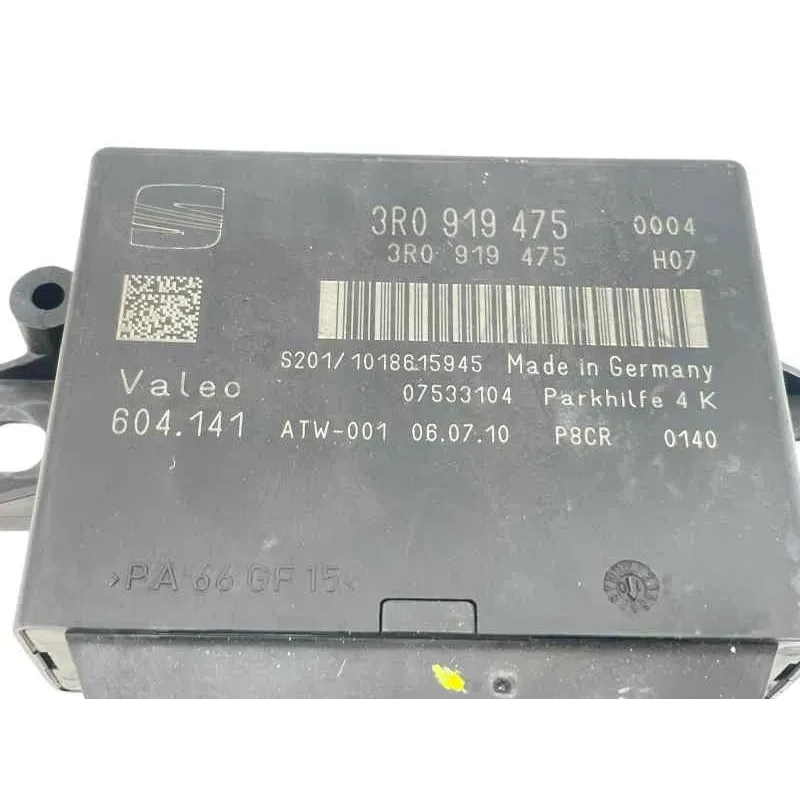 3R0 919 475 0004
3R0 919 475 H07
S201/1018615945 Made in Germany
Valeo 07533104 Parkhilfe 4 K
604.141 ATW-001 06.07.10 P8CR 0140
>PA 66 GF 15<